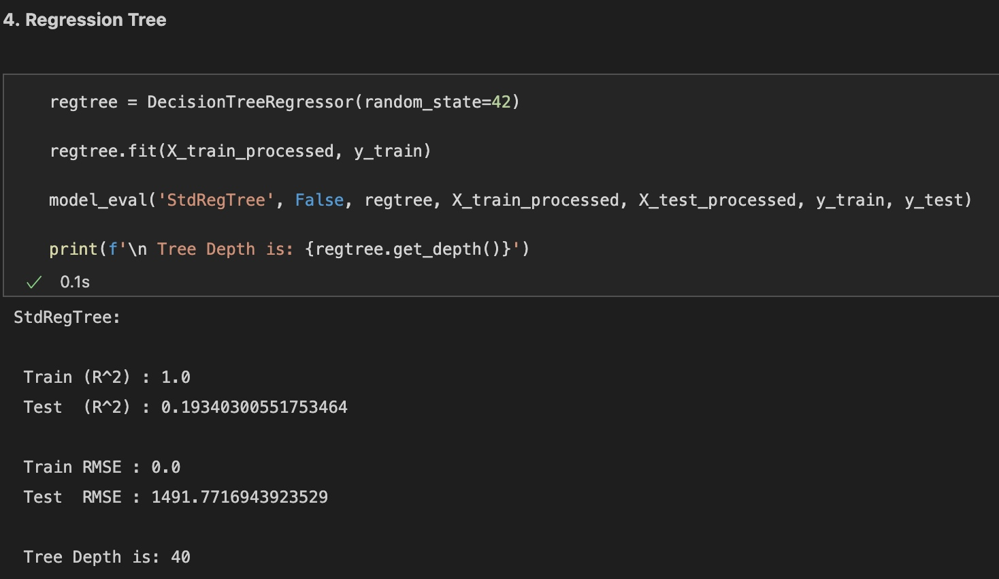 4. Regression Tree
regtree = DecisionTreeRegressor(random_state=42)
regtree.fit(X_train_processed, y_train)
model_eval('StdRegTree', False, regtree, X_train_processed, X_test_processed, y_train, y_test)
print(f'\n Tree Depth is: {regtree.get_depth()}')
✓ 0.1s
StdRegTree:
Train (R^2) : 1.0
Test  (R^2) : 0.19340300551753464
Train RMSE : 0.0
Test  RMSE : 1491.7716943923529
Tree Depth is: 40